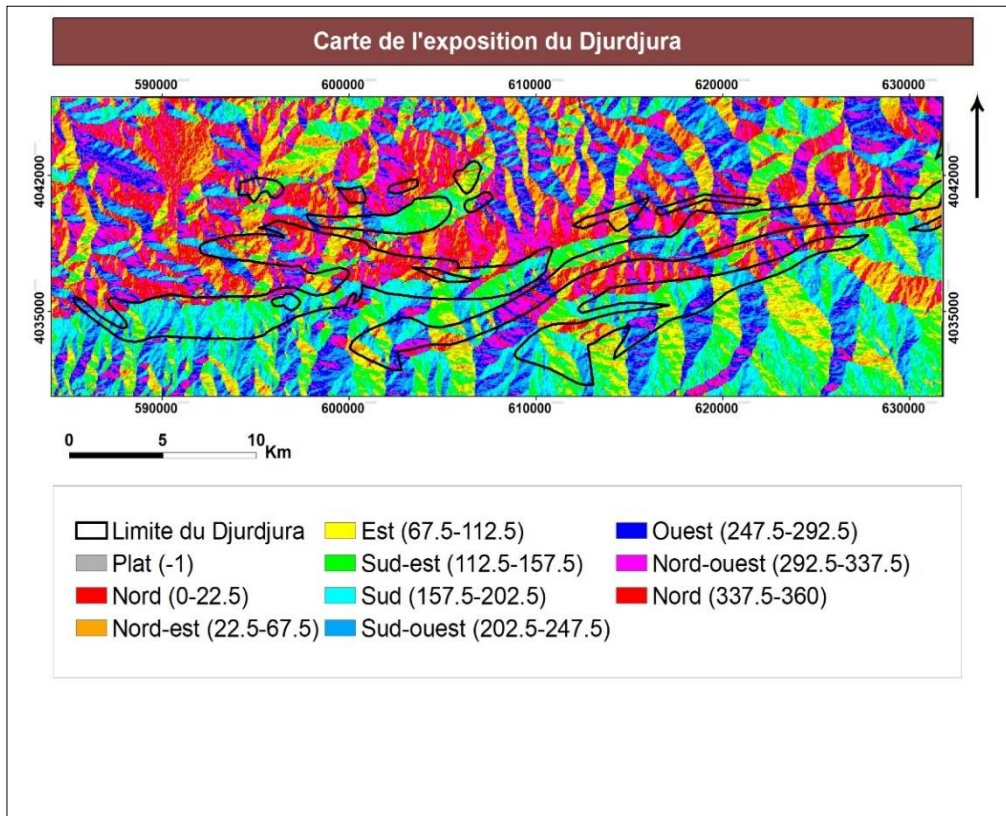 Carte de l'exposition du Djurdjura
590000 600000 610000 620000 630000
4042000 4042000
4035000 4035000
590000 600000 610000 620000 630000
0 5 10 Km
Limite du Djurdjura
Plat (-1)
Nord (0-22.5)
Nord-est (22.5-67.5)
Est (67.5-112.5)
Sud-est (112.5-157.5)
Sud (157.5-202.5)
Sud-ouest (202.5-247.5)
Ouest (247.5-292.5)
Nord-ouest (292.5-337.5)
Nord (337.5-360)